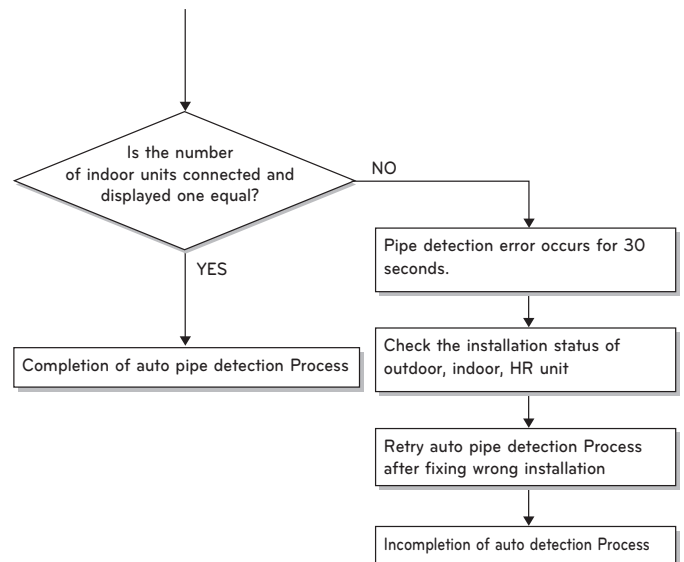 Is the number
of indoor units connected and
displayed one equal?
NO
YES
Pipe detection error occurs for 30
seconds.
Completion of auto pipe detection Process
Check the installation status of
outdoor, indoor, HR unit
Retry auto pipe detection Process
after fixing wrong installation
Incompletion of auto detection Process